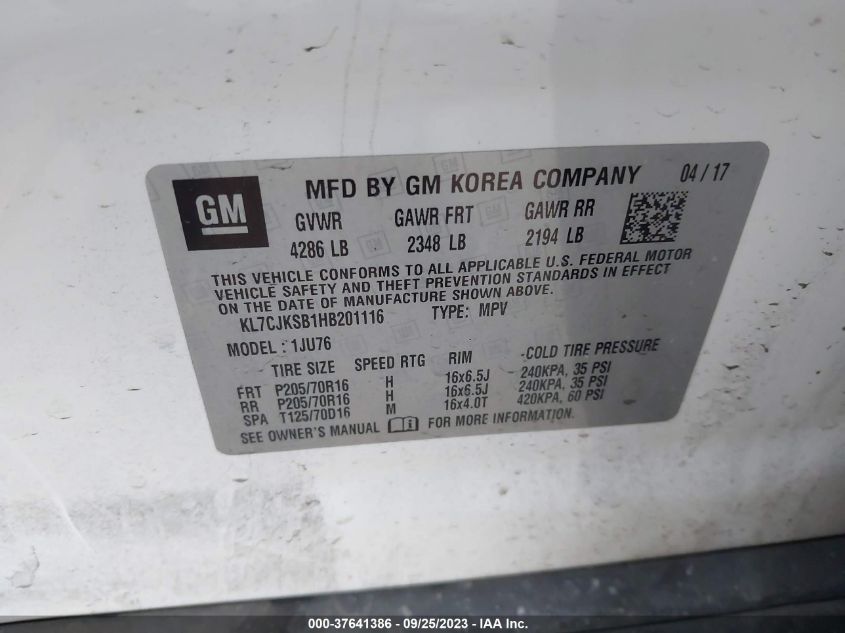 GM
MFD BY GM KOREA COMPANY 04/17
GVWR GAWR FRT GAWR RR
4286 LB 2348 LB 2194 LB
THIS VEHICLE CONFORMS TO ALL APPLICABLE U.S. FEDERAL MOTOR
VEHICLE SAFETY AND THEFT PREVENTION STANDARDS IN EFFECT
ON THE DATE OF MANUFACTURE SHOWN ABOVE.
KL7CJKSB1HB201116 TYPE: MPV
MODEL: 1JU76
TIRE SIZE SPEED RTG RIM -COLD TIRE PRESSURE
FRT P205/70R16 H 16x6.5J 240KPA, 35 PSI
RR P205/70R16 H 16x6.5J 240KPA, 35 PSI
SPA T125/70D16 M 16x4.0T 420KPA, 60 PSI
SEE OWNER'S MANUAL FOR MORE INFORMATION.
000-37641386 - 09/25/2023 - © IAA Inc.